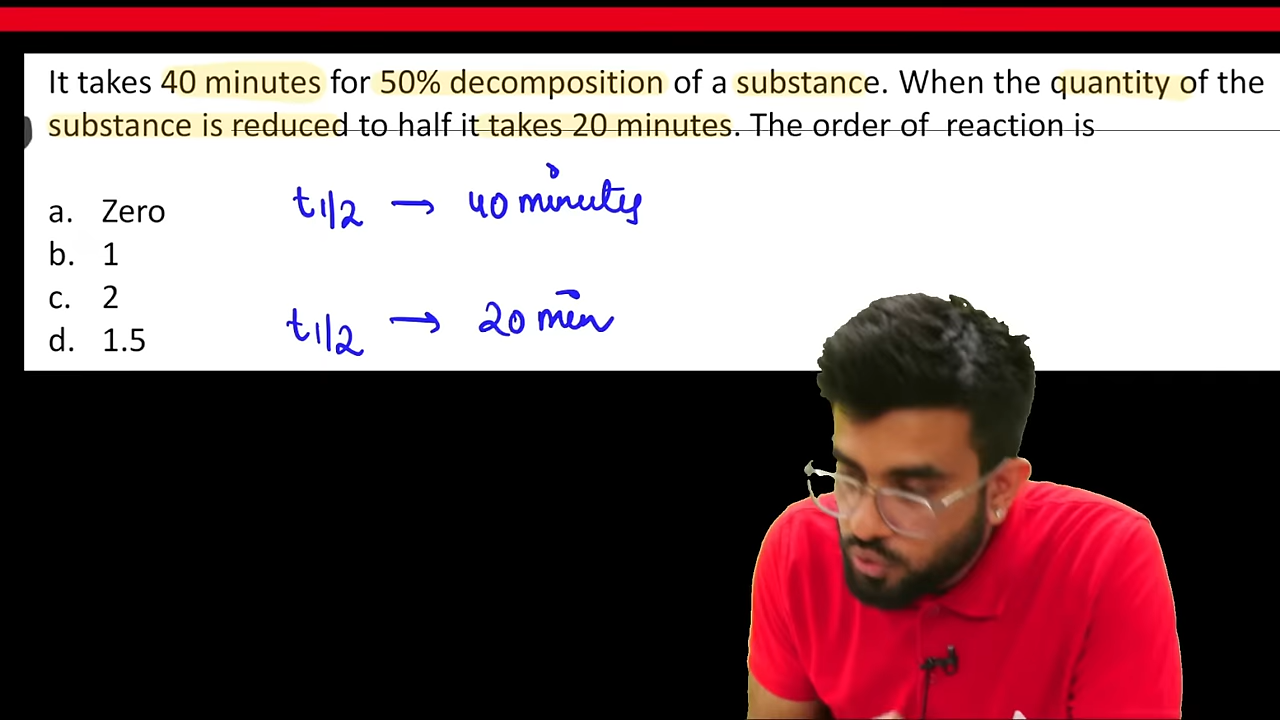 It takes 40 minutes for 50% decomposition of a substance. When the quantity of the
substance is reduced to half it takes 20 minutes. The order of reaction is
a. Zero
b. 1
c. 2
d. 1.5
t1/2 → 40 minutes
t1/2 → 20 min